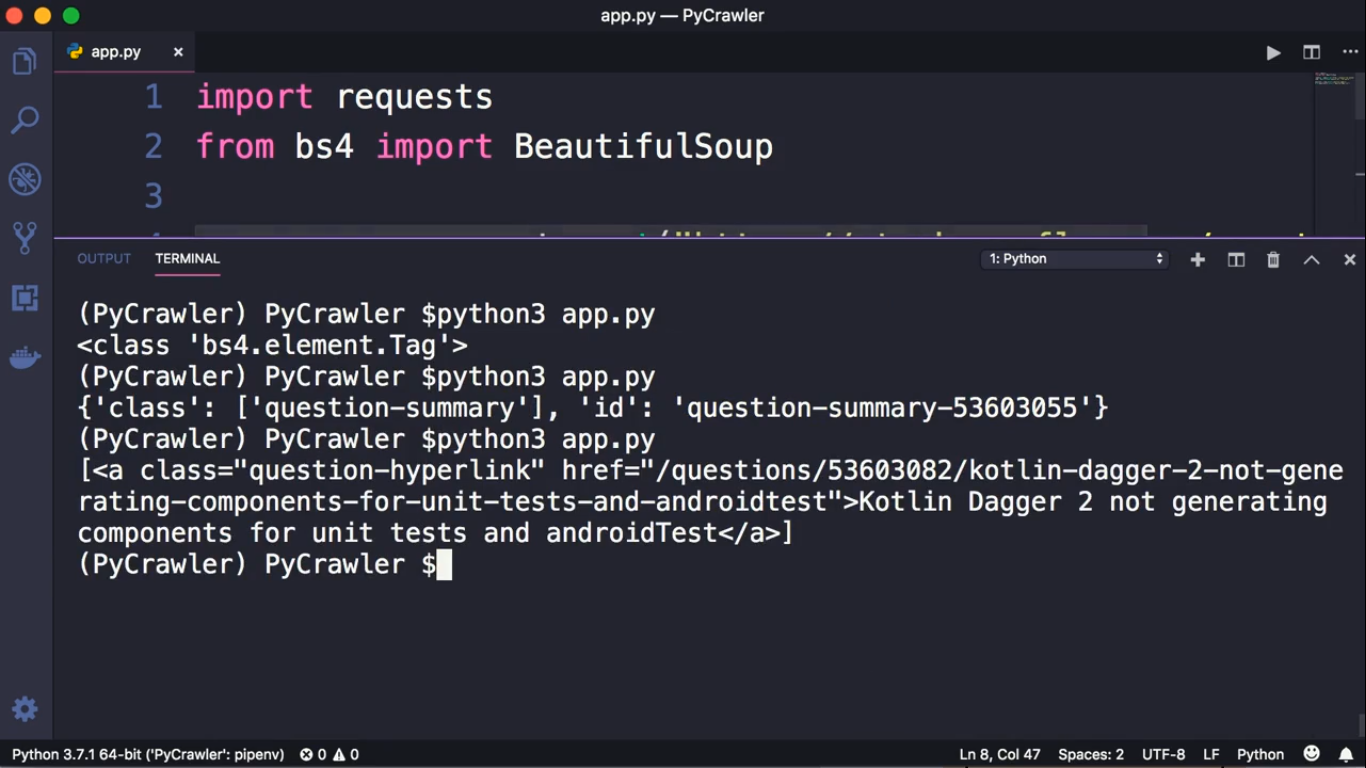 app.py — PyCrawler
app.py
1 import requests
2 from bs4 import BeautifulSoup
3
OUTPUT TERMINAL 1: Python
(PyCrawler) PyCrawler $python3 app.py
<class 'bs4.element.Tag'>
(PyCrawler) PyCrawler $python3 app.py
{'class': ['question-summary'], 'id': 'question-summary-53603055'}
(PyCrawler) PyCrawler $python3 app.py
[<a class="question-hyperlink" href="/questions/53603082/kotlin-dagger-2-not-gene
rating-components-for-unit-tests-and-androidtest">Kotlin Dagger 2 not generating
components for unit tests and androidTest</a>]
(PyCrawler) PyCrawler $
Python 3.7.1 64-bit ('PyCrawler': pipenv) 0 0 Ln 8, Col 47 Spaces: 2 UTF-8 LF Python